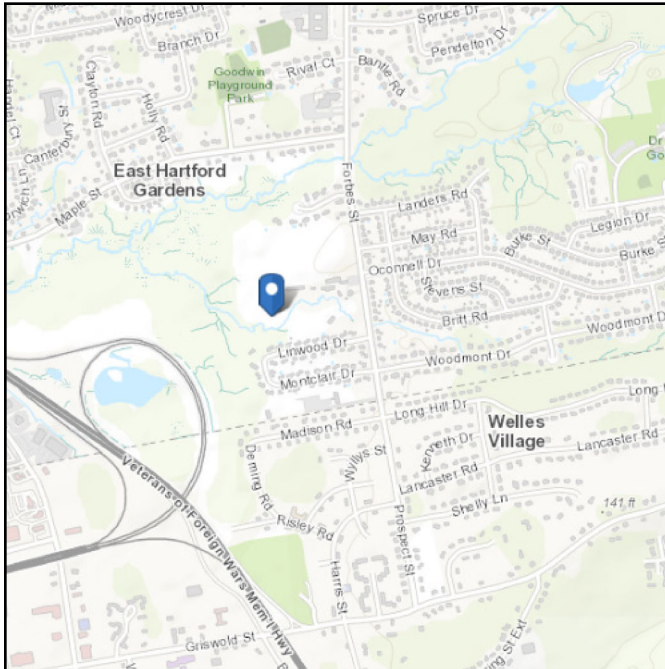 Woodycrest Dr
Spruce Dr
Branch Dr
Pendelton Dr
Goodwin
Playground
Park
Rival Ct
Bantle Rd
Clayton Rd
Holly Rd
Canterbury St
East Hartford
Gardens
Maple St
Forbes St
Landers Rd
Legion Dr
May Rd
Burke St
Burke St
Oconnell Dr
Stevens St
Britt Rd
Woodmont Dr
Linwood Dr
Woodmont Dr
Montclair Dr
Long Hill Dr
Long
Madison Rd
Welles
Village
Kenneth Dr
Lancaster Rd
Wyllys St
Deming Rd
Lancaster Rd
Veterans of Foreign Wars Mem'l Hwy
Shelly Ln
141 ft
Risley Rd
Prospect St
Harris St
Griswold St